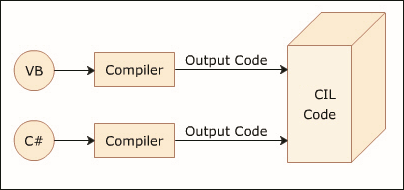 VB
Compiler
Output Code
CIL
Code
C#
Compiler
Output Code